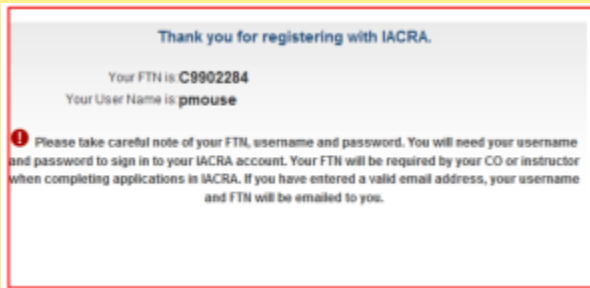 Thank you for registering with IACRA.
Your FTN is: C9902284
Your User Name is: pmouse
! Please take careful note of your FTN, username and password. You will need your username
and password to sign in to your IACRA account. Your FTN will be required by your CO or instructor
when completing applications in IACRA. If you have entered a valid email address, your username
and FTN will be emailed to you.